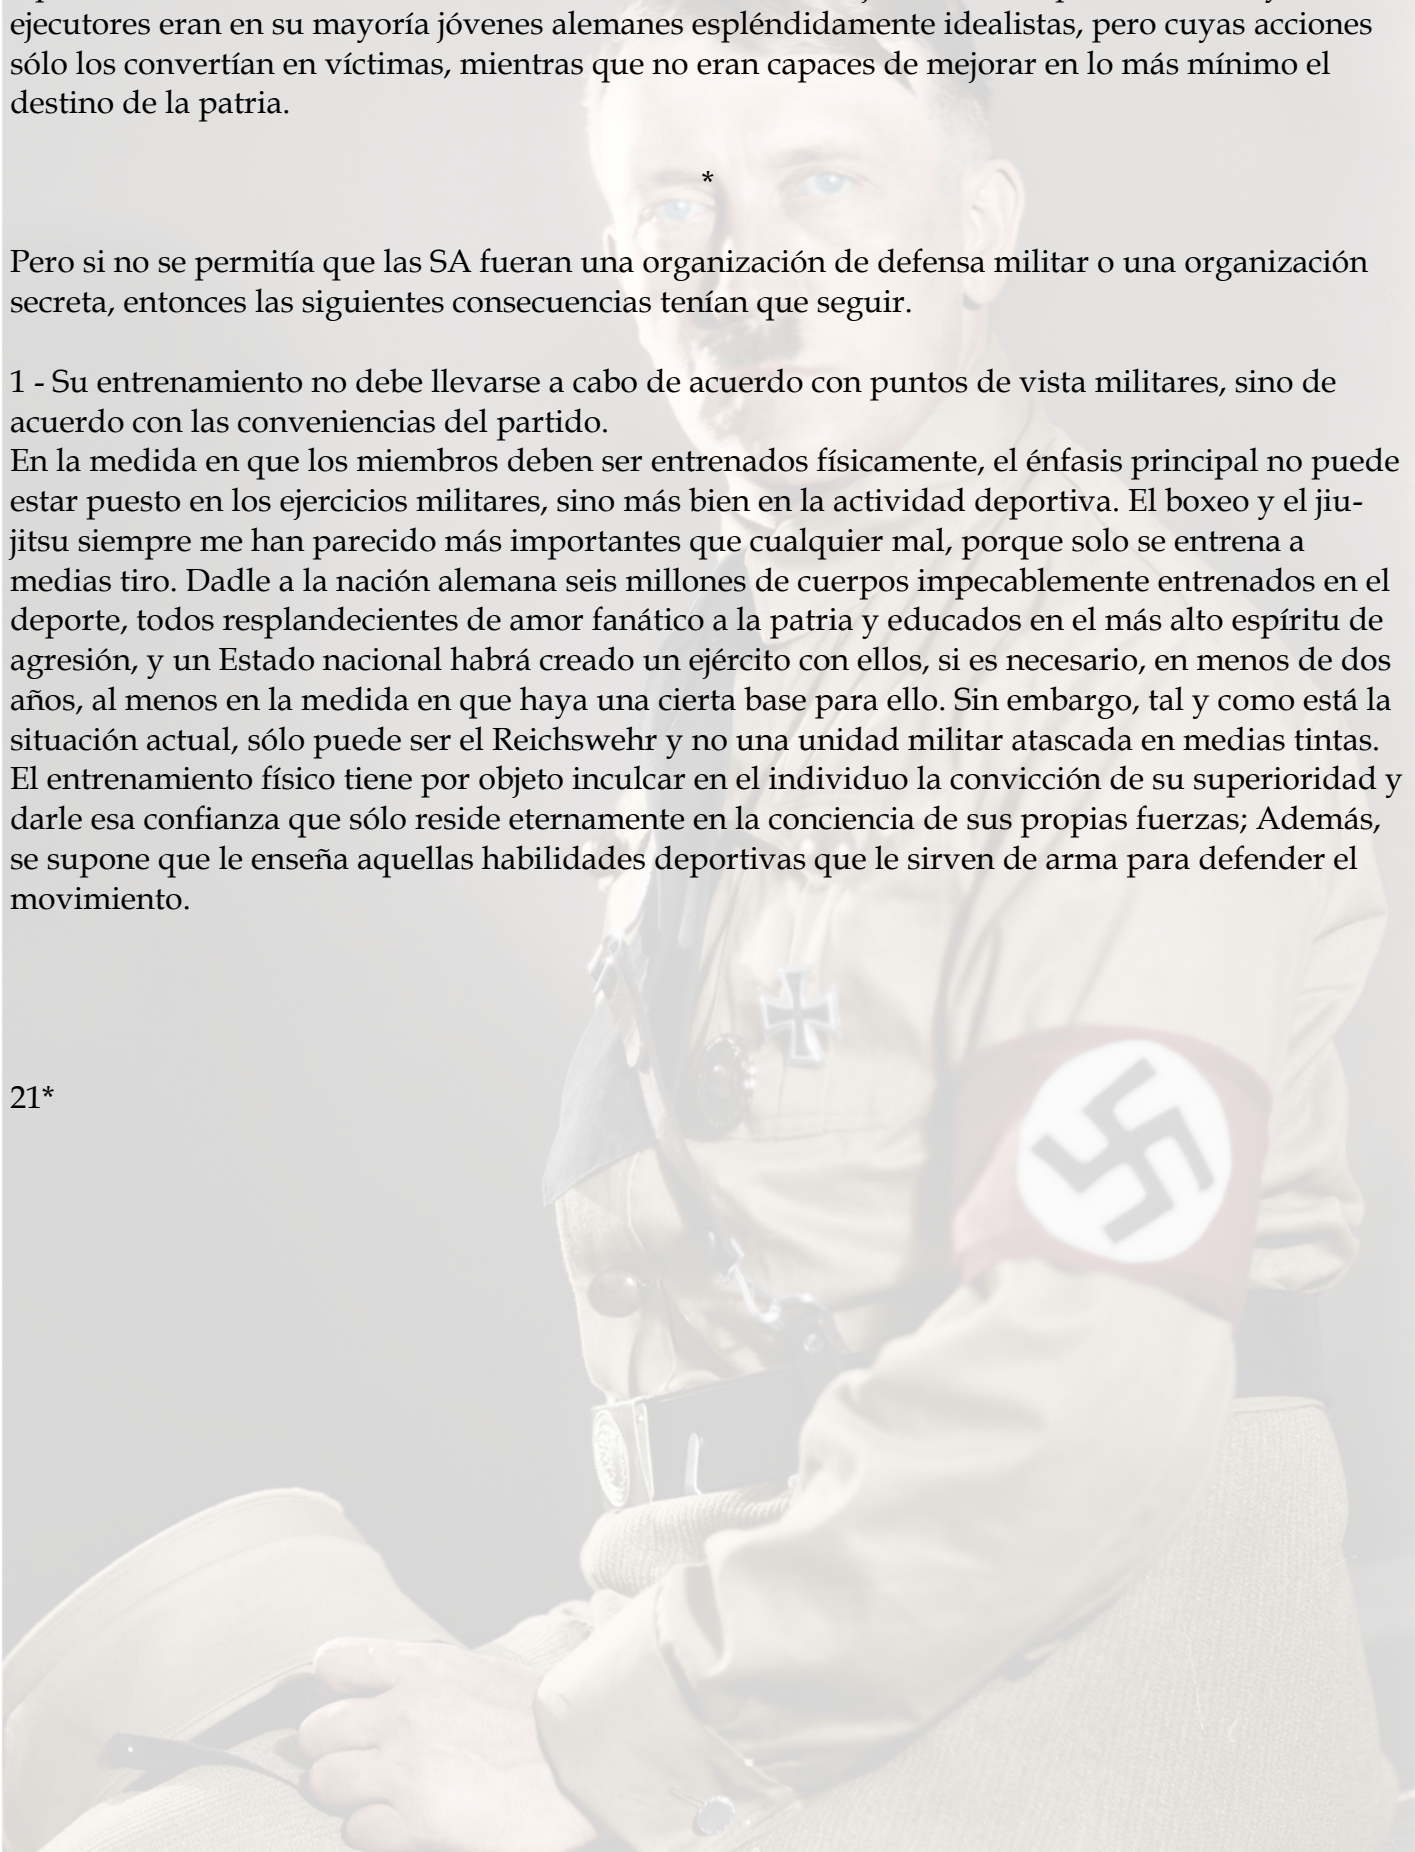 ejecutores eran en su mayoría jóvenes alemanes espléndidamente idealistas, pero cuyas acciones
sólo los convertían en víctimas, mientras que no eran capaces de mejorar en lo más mínimo el
destino de la patria.
*
Pero si no se permitía que las SA fueran una organización de defensa militar o una organización
secreta, entonces las siguientes consecuencias tenían que seguir.
1 - Su entrenamiento no debe llevarse a cabo de acuerdo con puntos de vista militares, sino de
acuerdo con las conveniencias del partido.
En la medida en que los miembros deben ser entrenados físicamente, el énfasis principal no puede
estar puesto en los ejercicios militares, sino más bien en la actividad deportiva. El boxeo y el jiu-
jitsu siempre me han parecido más importantes que cualquier mal, porque solo se entrena a
medias tiro. Dadle a la nación alemana seis millones de cuerpos impecablemente entrenados en el
deporte, todos resplandecientes de amor fanático a la patria y educados en el más alto espíritu de
agresión, y un Estado nacional habrá creado un ejército con ellos, si es necesario, en menos de dos
años, al menos en la medida en que haya una cierta base para ello. Sin embargo, tal y como está la
situación actual, sólo puede ser el Reichswehr y no una unidad militar atascada en medias tintas.
El entrenamiento físico tiene por objeto inculcar en el individuo la convicción de su superioridad y
darle esa confianza que sólo reside eternamente en la conciencia de sus propias fuerzas; Además,
se supone que le enseña aquellas habilidades deportivas que le sirven de arma para defender el
movimiento.
21*